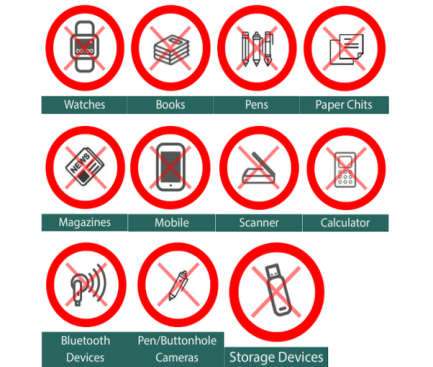 Watches Books Pens Paper Chits
NEWS
Magazines Mobile Scanner Calculator
Bluetooth Pen/Buttonhole
Devices Cameras Storage Devices